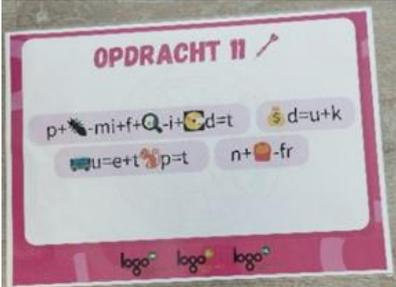 OPDRACHT 11
p+🐜-mi+f+🔍-i+💽d=t 💰d=u+k
🚌u=e+t🐿️p=t n+🍟-fr
logo logo logo